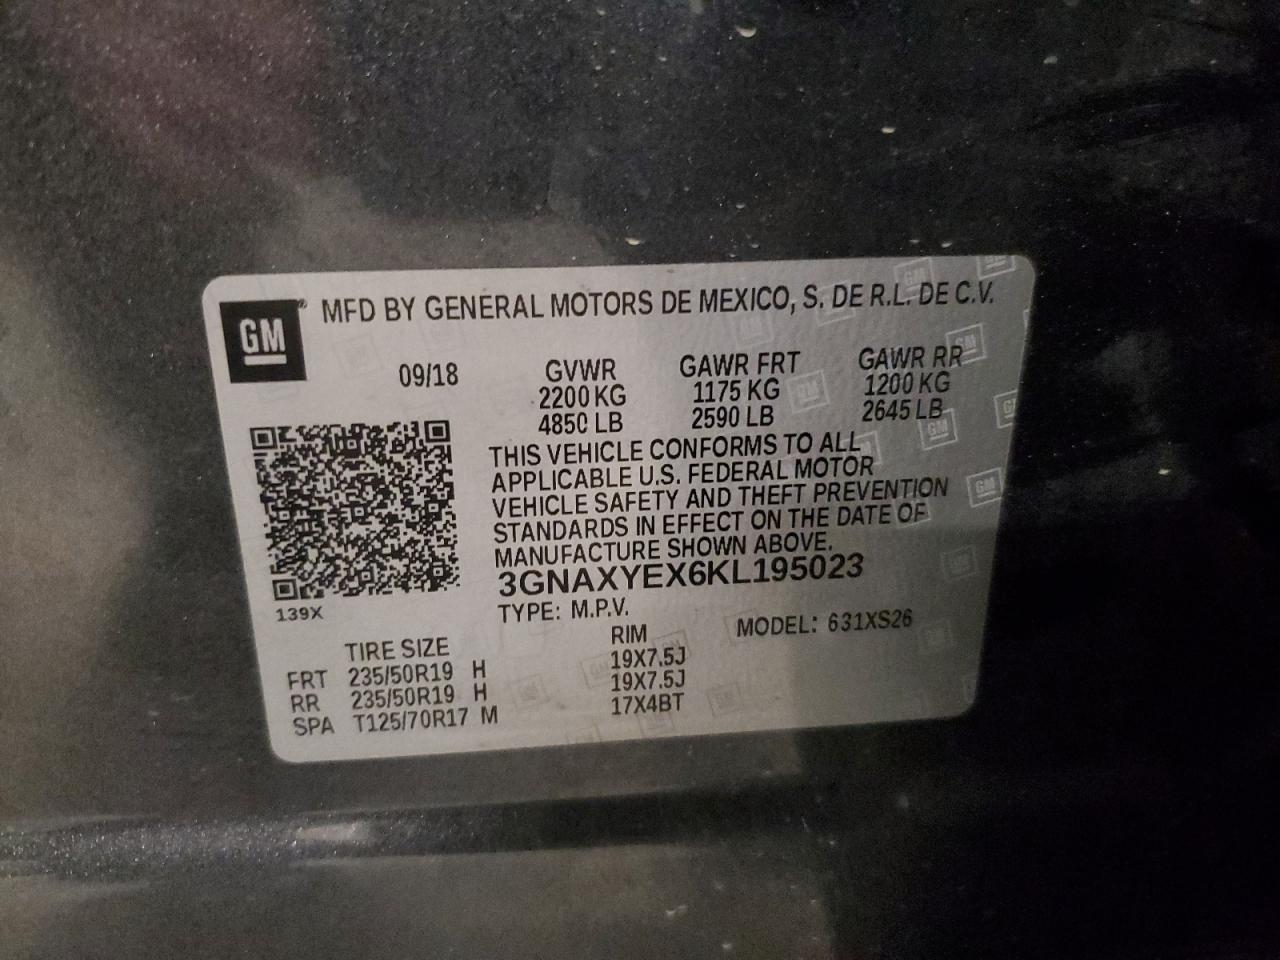 GM® MFD BY GENERAL MOTORS DE MEXICO, S. DE R.L. DE C.V.
09/18 GVWR GAWR FRT GAWR RR
2200 KG 1175 KG 1200 KG
4850 LB 2590 LB 2645 LB
THIS VEHICLE CONFORMS TO ALL
APPLICABLE U.S. FEDERAL MOTOR
VEHICLE SAFETY AND THEFT PREVENTION
STANDARDS IN EFFECT ON THE DATE OF
MANUFACTURE SHOWN ABOVE.
3GNAXYEX6KL195023
139X
TYPE: M.P.V. MODEL: 631XS26
TIRE SIZE RIM
FRT 235/50R19 H 19X7.5J
RR 235/50R19 H 19X7.5J
SPA T125/70R17 M 17X4BT